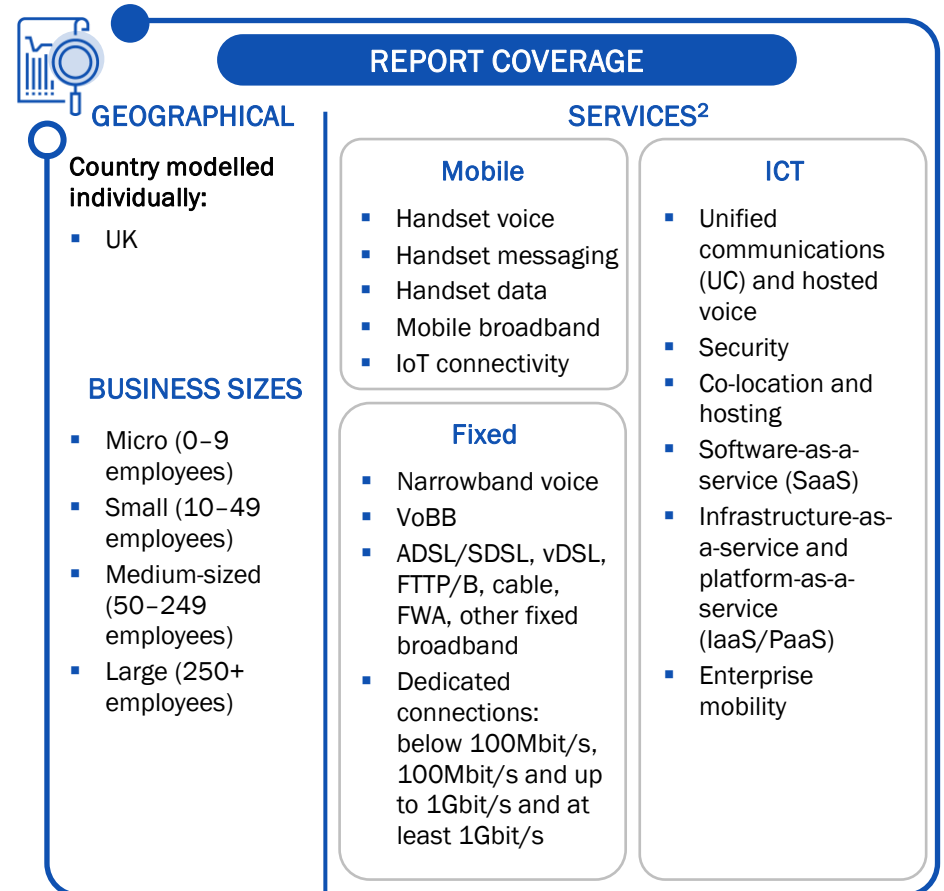 REPORT COVERAGE
GEOGRAPHICAL
Country modelled
individually:
▪ UK
BUSINESS SIZES
▪ Micro (0–9
employees)
▪ Small (10–49
employees)
▪ Medium-sized
(50–249
employees)
▪ Large (250+
employees)
SERVICES²
Mobile
▪ Handset voice
▪ Handset messaging
▪ Handset data
▪ Mobile broadband
▪ IoT connectivity
Fixed
▪ Narrowband voice
▪ VoBB
▪ ADSL/SDSL, vDSL,
FTTP/B, cable,
FWA, other fixed
broadband
▪ Dedicated
connections:
below 100Mbit/s,
100Mbit/s and up
to 1Gbit/s and at
least 1Gbit/s
ICT
▪ Unified
communications
(UC) and hosted
voice
▪ Security
▪ Co-location and
hosting
▪ Software-as-a-
service (SaaS)
▪ Infrastructure-as-
a-service and
platform-as-a-
service
(IaaS/PaaS)
▪ Enterprise
mobility